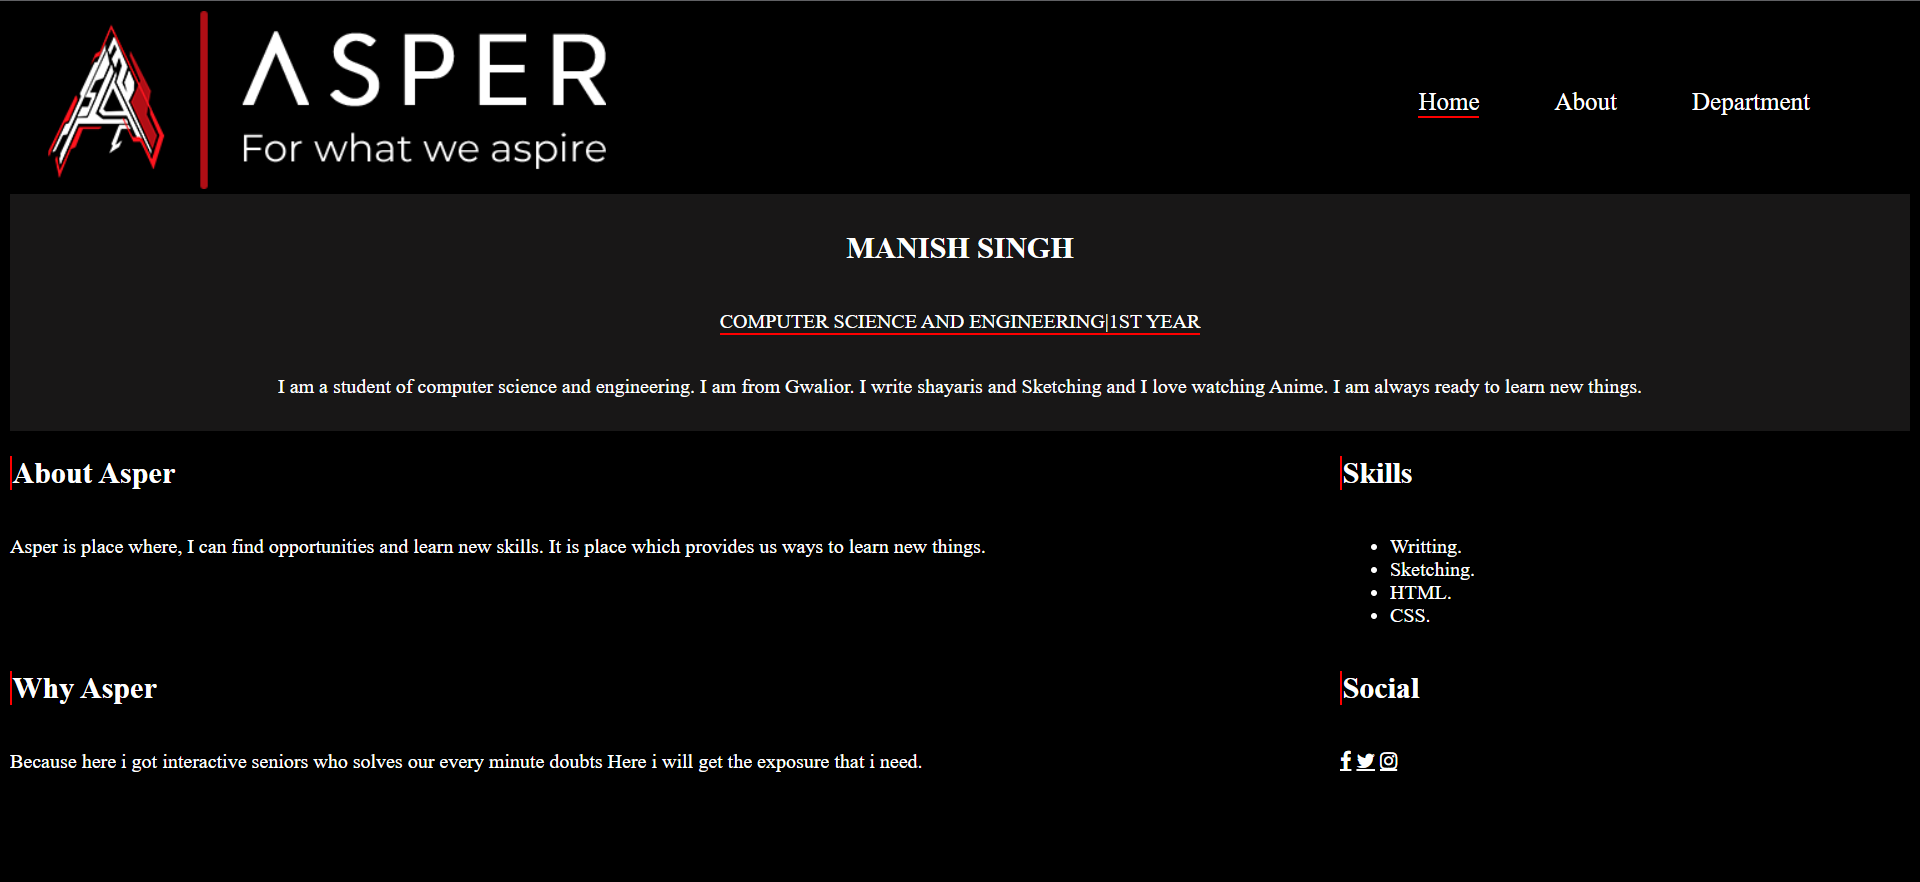 ASPER
For what we aspire
Home About Department
MANISH SINGH
COMPUTER SCIENCE AND ENGINEERING|1ST YEAR
I am a student of computer science and engineering. I am from Gwalior. I write shayaris and Sketching and I love watching Anime. I am always ready to learn new things.
About Asper
Asper is place where, I can find opportunities and learn new skills. It is place which provides us ways to learn new things.
Skills
• Writting.
• Sketching.
• HTML.
• CSS.
Why Asper
Because here i got interactive seniors who solves our every minute doubts Here i will get the exposure that i need.
Social